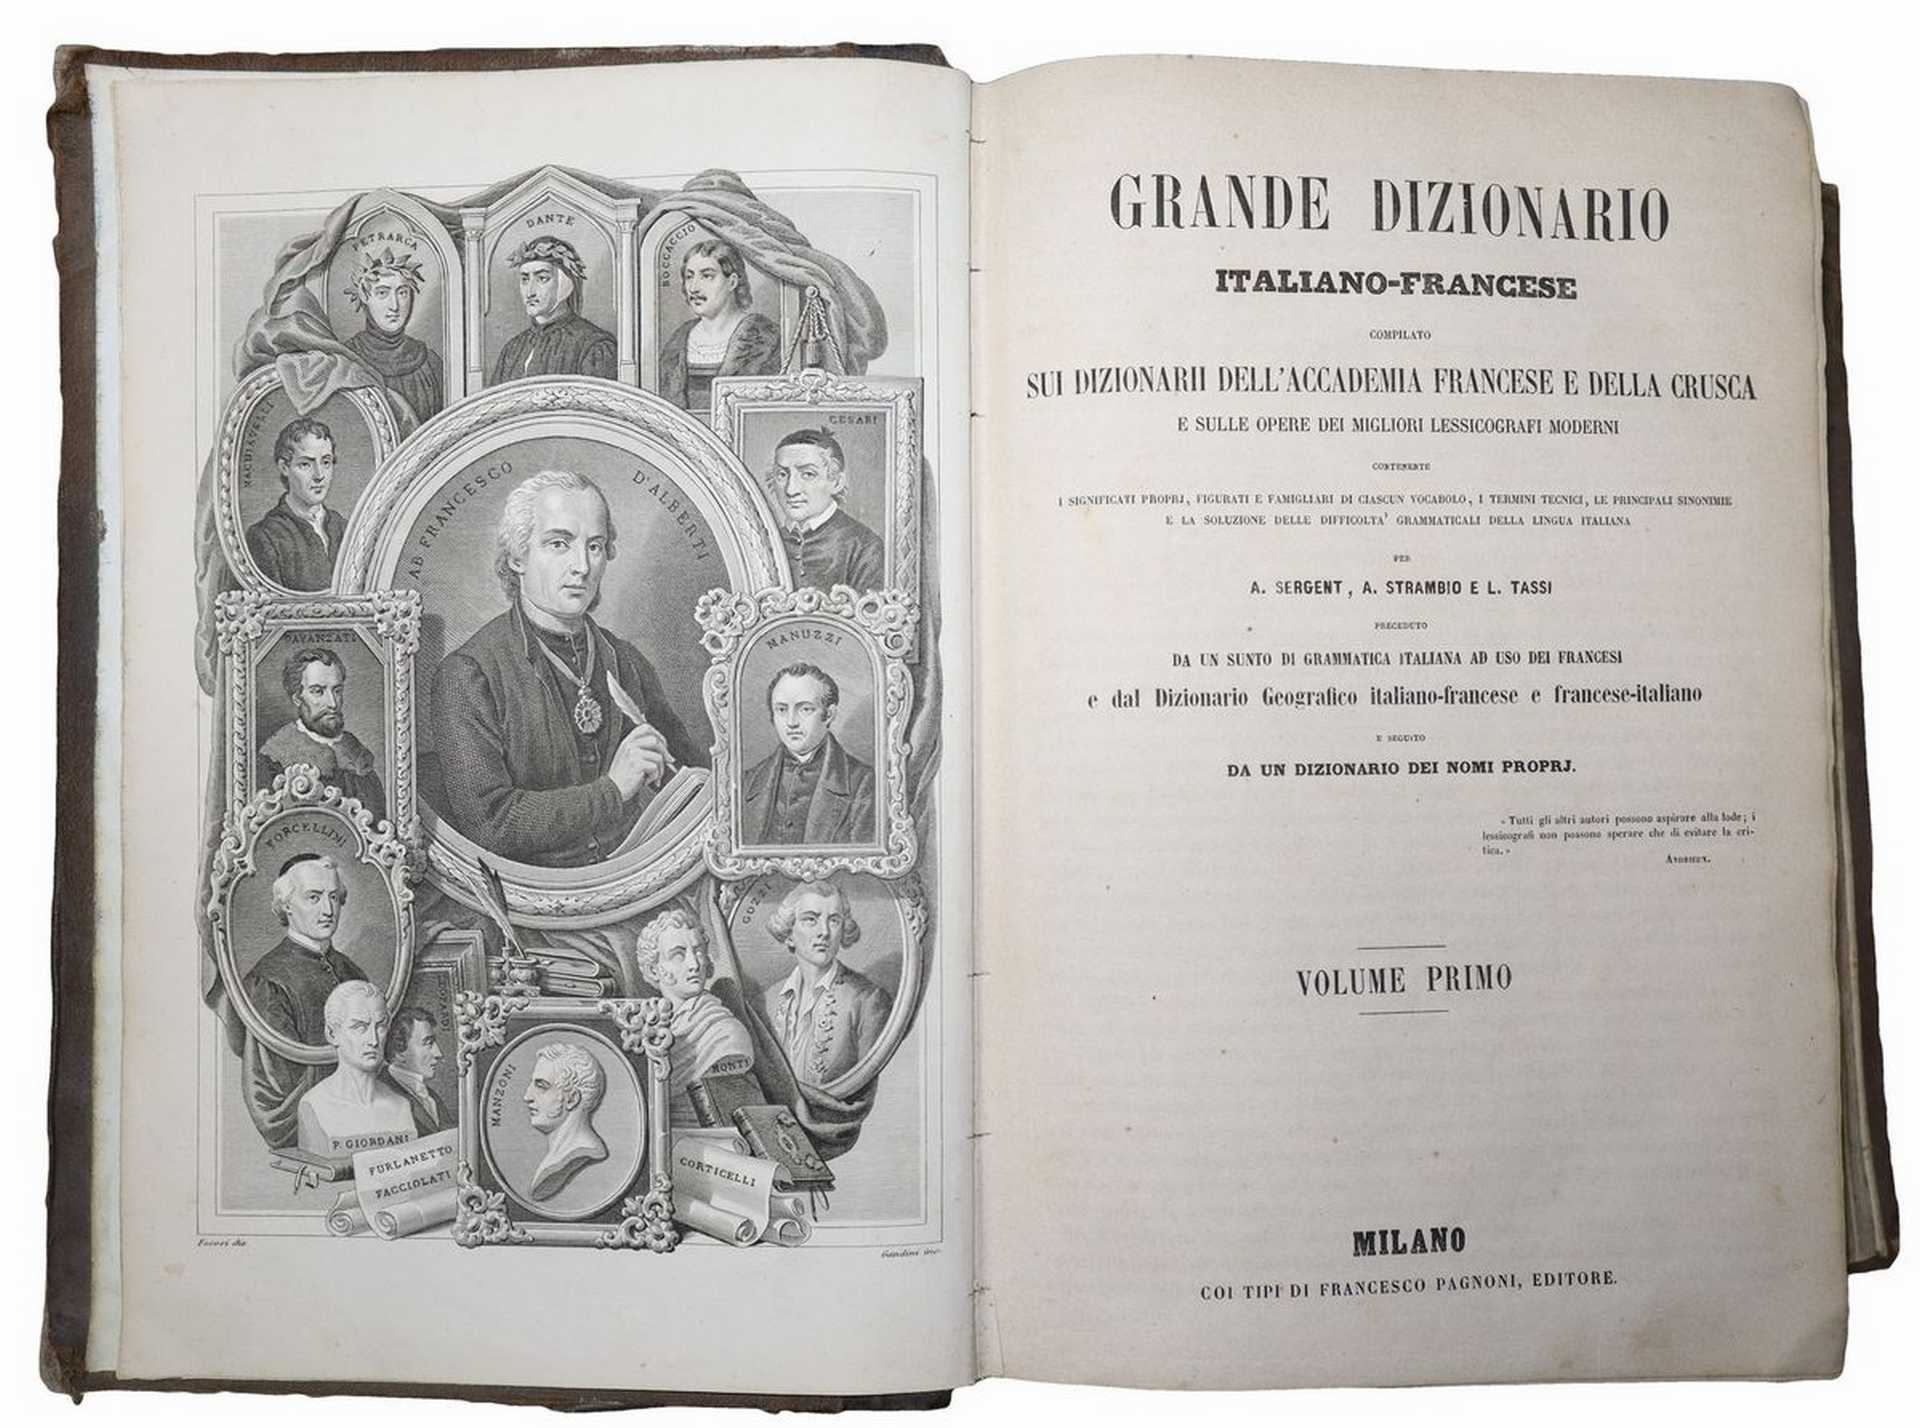 PETRARCA
DANTE
BOCCACCIO
MACHIAVELLI
AB FRANCESCO D'ALBERTI
CESARI
DAVANZATI
MANUZZI
FORCELLINI
GOZZI
MANZONI
MONTI
P. GIORDANI
FURLANETTO
FACCIOLATI
CORTICELLI
Gandini inc.
GRANDE DIZIONARIO
ITALIANO-FRANCESE
COMPILATO
SUI DIZIONARII DELL'ACCADEMIA FRANCESE E DELLA CRUSCA
E SULLE OPERE DEI MIGLIORI LESSICOGRAFI MODERNI
CONTENENTE
I SIGNIFICATI PROPRJ, FIGURATI E FAMIGLIARI DI CIASCUN VOCABOLO, I TERMINI TECNICI, LE PRINCIPALI SINONIMIE
E LA SOLUZIONE DELLE DIFFICOLTA' GRAMMATICALI DELLA LINGUA ITALIANA
PER
A. SERGENT, A. STRAMBIO E L. TASSI
PRECEDUTO
DA UN SUNTO DI GRAMMATICA ITALIANA AD USO DEI FRANCESI
e dal Dizionario Geografico italiano-francese e francese-italiano
E SEGUITO
DA UN DIZIONARIO DEI NOMI PROPRJ.
« Tutti gli altri autori possono aspirare alla lode; i
lessicografi non possono sperare che di evitare la cri-
tica. »
VOLUME PRIMO
MILANO
COI TIPI DI FRANCESCO PAGNONI, EDITORE.